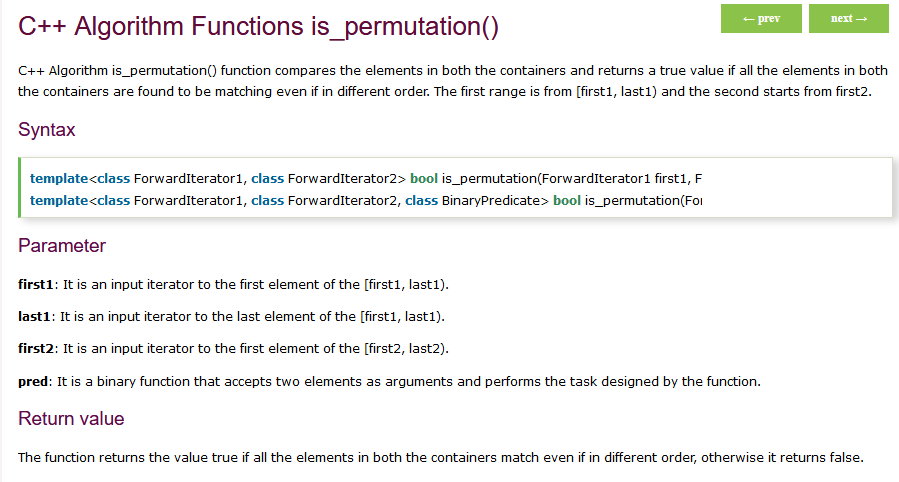 C++ Algorithm Functions is_permutation()
← prev
next →
C++ Algorithm is_permutation() function compares the elements in both the containers and returns a true value if all the elements in both
the containers are found to be matching even if in different order. The first range is from [first1, last1) and the second starts from first2.
Syntax
template<class ForwardIterator1, class ForwardIterator2> bool is_permutation(ForwardIterator1 first1, F
template<class ForwardIterator1, class ForwardIterator2, class BinaryPredicate> bool is_permutation(For
Parameter
first1: It is an input iterator to the first element of the [first1, last1).
last1: It is an input iterator to the last element of the [first1, last1).
first2: It is an input iterator to the first element of the [first2, last2).
pred: It is a binary function that accepts two elements as arguments and performs the task designed by the function.
Return value
The function returns the value true if all the elements in both the containers match even if in different order, otherwise it returns false.